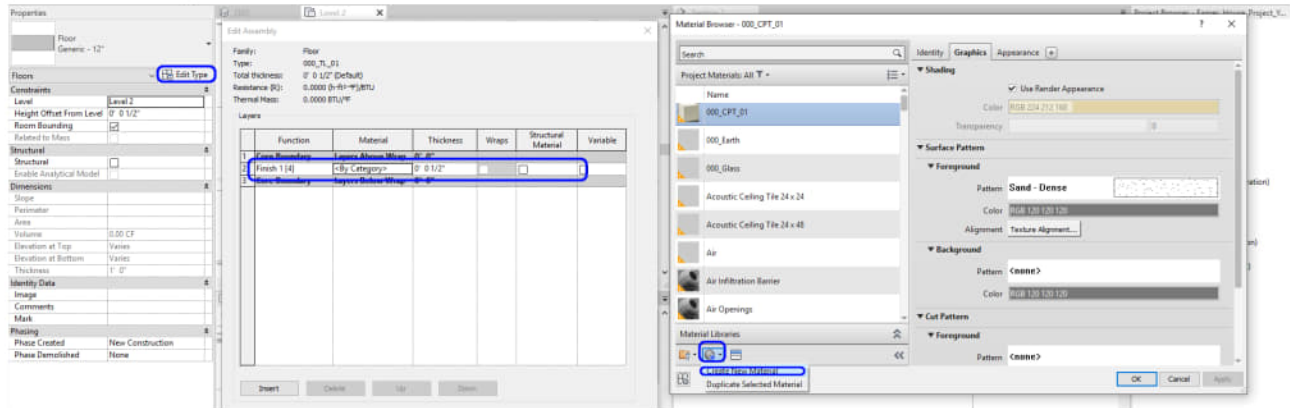 Properties
Floor
Generic - 12"
Floors
Edit Type
Constraints
Level Level 2
Height Offset From Level 0' 0 1/2"
Room Bounding
Related to Mass
Structural
Structural
Enable Analytical Model
Dimensions
Slope
Perimeter
Area
Volume 0.00 CF
Elevation at Top Varies
Elevation at Bottom Varies
Thickness 1' 0"
Identity Data
Image
Comments
Mark
Phasing
Phase Created New Construction
Phase Demolished None
Level 2
Edit Assembly
Family: Floor
Type: 000_TL_01
Total thickness: 0' 0 1/2" (Default)
Resistance (R): 0.0000 (h·ft²·°F)/BTU
Thermal Mass: 0.0000 BTU/°F
Layers
Function Material Thickness Wraps Structural Material Variable
1 Core Boundary Layers Above Wrap 0' 0"
2 Finish 1 [4] <By Category> 0' 0 1/2"
3 Core Boundary Layers Below Wrap 0' 0"
Insert Delete Up Down
Material Browser - 000_CPT_01
? X
Search
Project Materials: All
Name
000_CPT_01
000_Earth
000_Glass
Acoustic Ceiling Tile 24 x 24
Acoustic Ceiling Tile 24 x 48
Air
Air Infiltration Barrier
Air Openings
Material Libraries
Create New Material
Duplicate Selected Material
Identity Graphics Appearance +
Shading
Use Render Appearance
Color RGB 224 212 168
Transparency 0
Surface Pattern
Foreground
Pattern Sand - Dense
Color RGB 120 120 120
Alignment Texture Alignment...
Background
Pattern <none>
Color RGB 120 120 120
Cut Pattern
Foreground
Pattern <none>
OK Cancel Apply